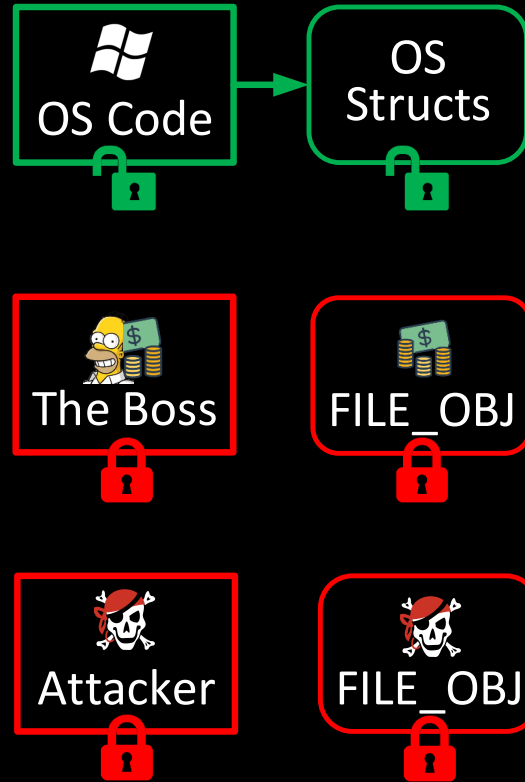 OS Code
OS
Structs
$
The Boss
$
FILE_OBJ
Attacker
FILE_OBJ